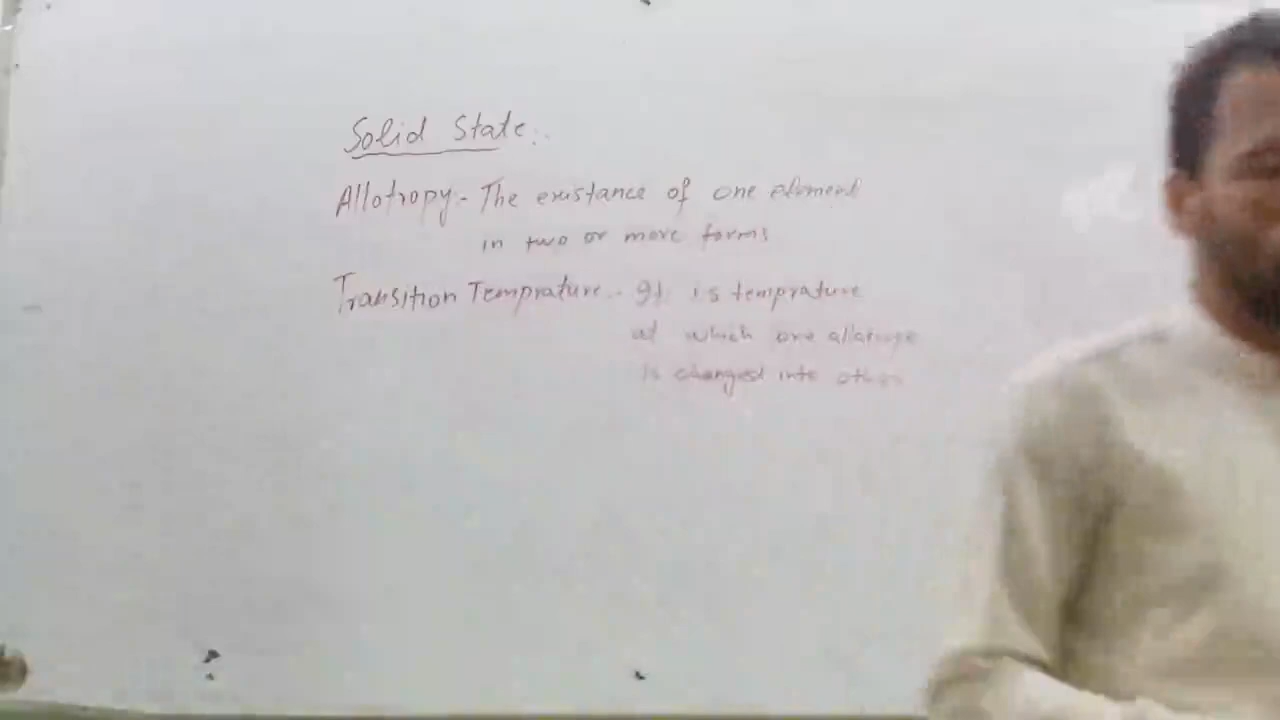 Solid State:.
Allotropy.- The existance of one element
in two or more forms
Transition Temprature..- It is temprature
at which one allotrope
is changed into other